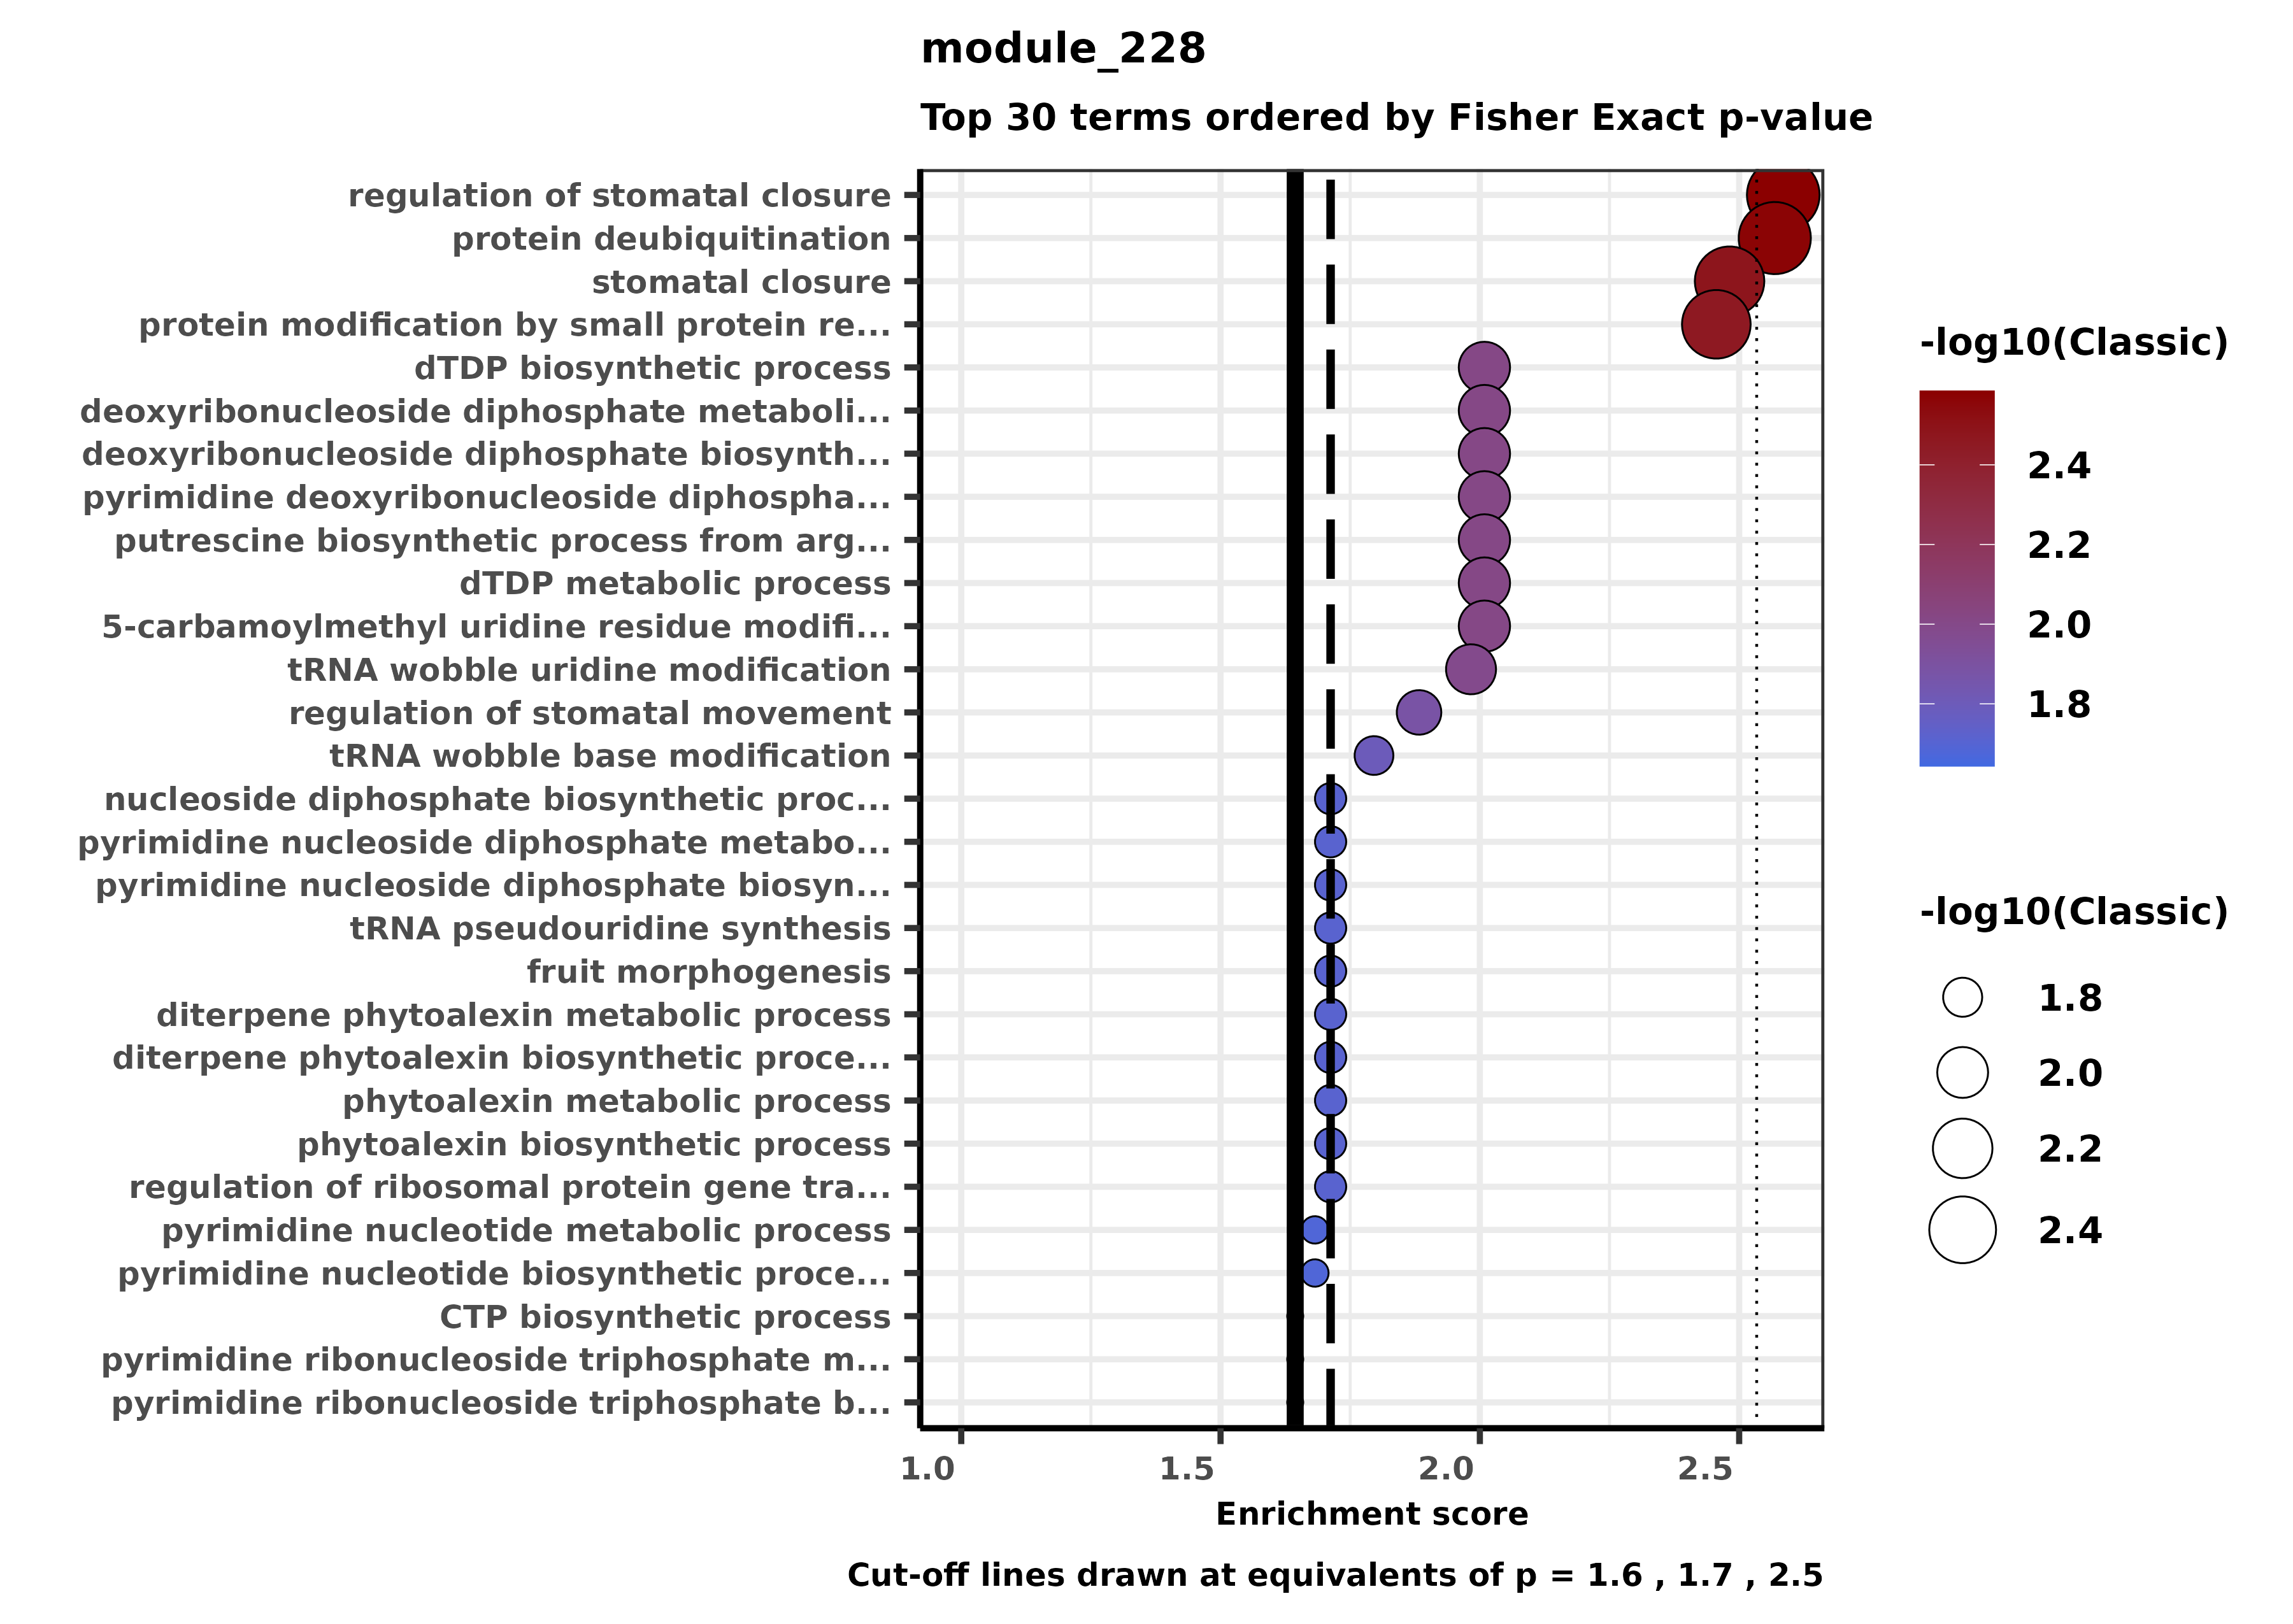 module_228
Top 30 terms ordered by Fisher Exact p-value
regulation of stomatal closure
protein deubiquitination
stomatal closure
protein modification by small protein re...
dTDP biosynthetic process
deoxyribonucleoside diphosphate metaboli...
deoxyribonucleoside diphosphate biosynth...
pyrimidine deoxyribonucleoside diphospha...
putrescine biosynthetic process from arg...
dTDP metabolic process
5-carbamoylmethyl uridine residue modifi...
tRNA wobble uridine modification
regulation of stomatal movement
tRNA wobble base modification
nucleoside diphosphate biosynthetic proc...
pyrimidine nucleoside diphosphate metabo...
pyrimidine nucleoside diphosphate biosyn...
tRNA pseudouridine synthesis
fruit morphogenesis
diterpene phytoalexin metabolic process
diterpene phytoalexin biosynthetic proce...
phytoalexin metabolic process
phytoalexin biosynthetic process
regulation of ribosomal protein gene tra...
pyrimidine nucleotide metabolic process
pyrimidine nucleotide biosynthetic proce...
CTP biosynthetic process
pyrimidine ribonucleoside triphosphate m...
pyrimidine ribonucleoside triphosphate b...
1.0 1.5 2.0 2.5
Enrichment score
Cut-off lines drawn at equivalents of p = 1.6 , 1.7 , 2.5
-log10(Classic)
2.4
2.2
2.0
1.8
-log10(Classic)
1.8
2.0
2.2
2.4